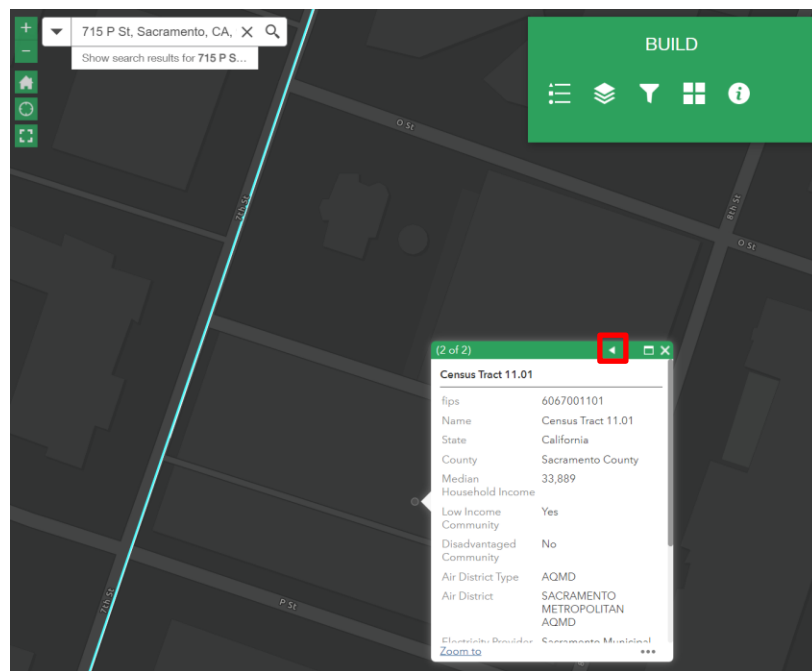 715 P St, Sacramento, CA,
Show search results for 715 P S...
BUILD
O St
7th St
8th St
O St
(2 of 2)
Census Tract 11.01
fips 6067001101
Name Census Tract 11.01
State California
County Sacramento County
Median 33,889
Household Income
Low Income Yes
Community
Disadvantaged No
Community
Air District Type AQMD
Air District SACRAMENTO
METROPOLITAN
AQMD
Electricity Provider Sacramento Municipal
Zoom to
7th St
P St